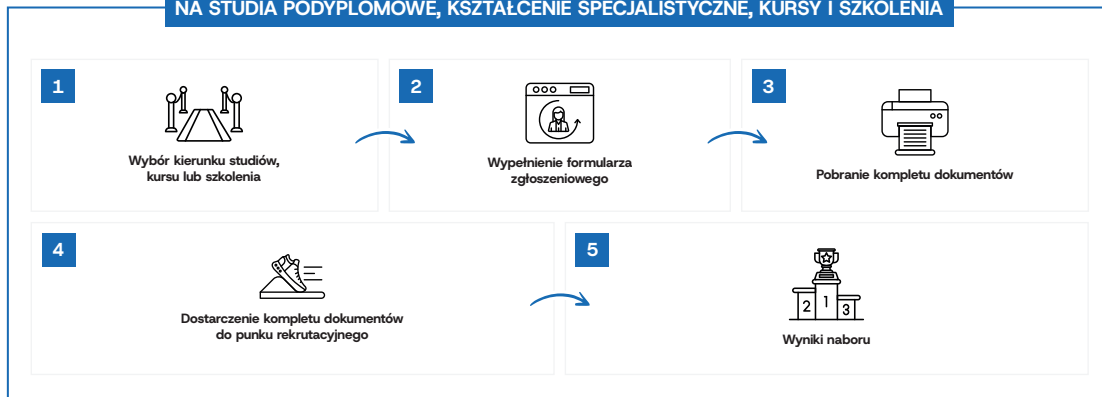 NA STUDIA PODYPLOMOWE, KSZTAŁCENIE SPECJALISTYCZNE, KURSY I SZKOLENIA
1
Wybór kierunku studiów,
kursu lub szkolenia
2
Wypełnienie formularza
zgłoszeniowego
3
Pobranie kompletu dokumentów
4
Dostarczenie kompletu dokumentów
do punku rekrutacyjnego
5
2 1 3
Wyniki naboru